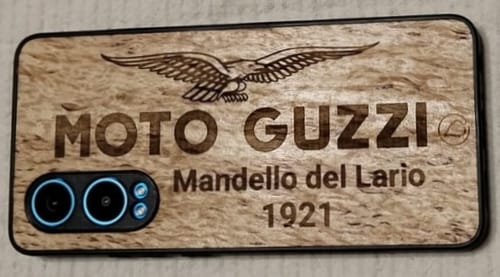 MOTO GUZZI
Mandello del Lario
1921